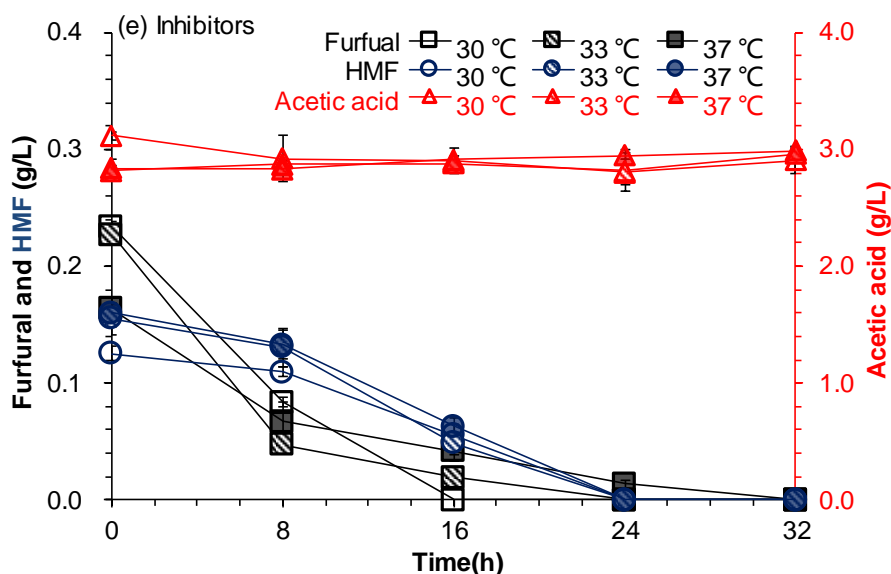 (e) Inhibitors
Furfual 30 °C 33 °C 37 °C
HMF 30 °C 33 °C 37 °C
Acetic acid 30 °C 33 °C 37 °C
Furfural and HMF (g/L)
0.4
0.3
0.2
0.1
0.0
4.0
3.0
2.0
1.0
0.0
Acetic acid (g/L)
0 8 16 24 32
Time(h)